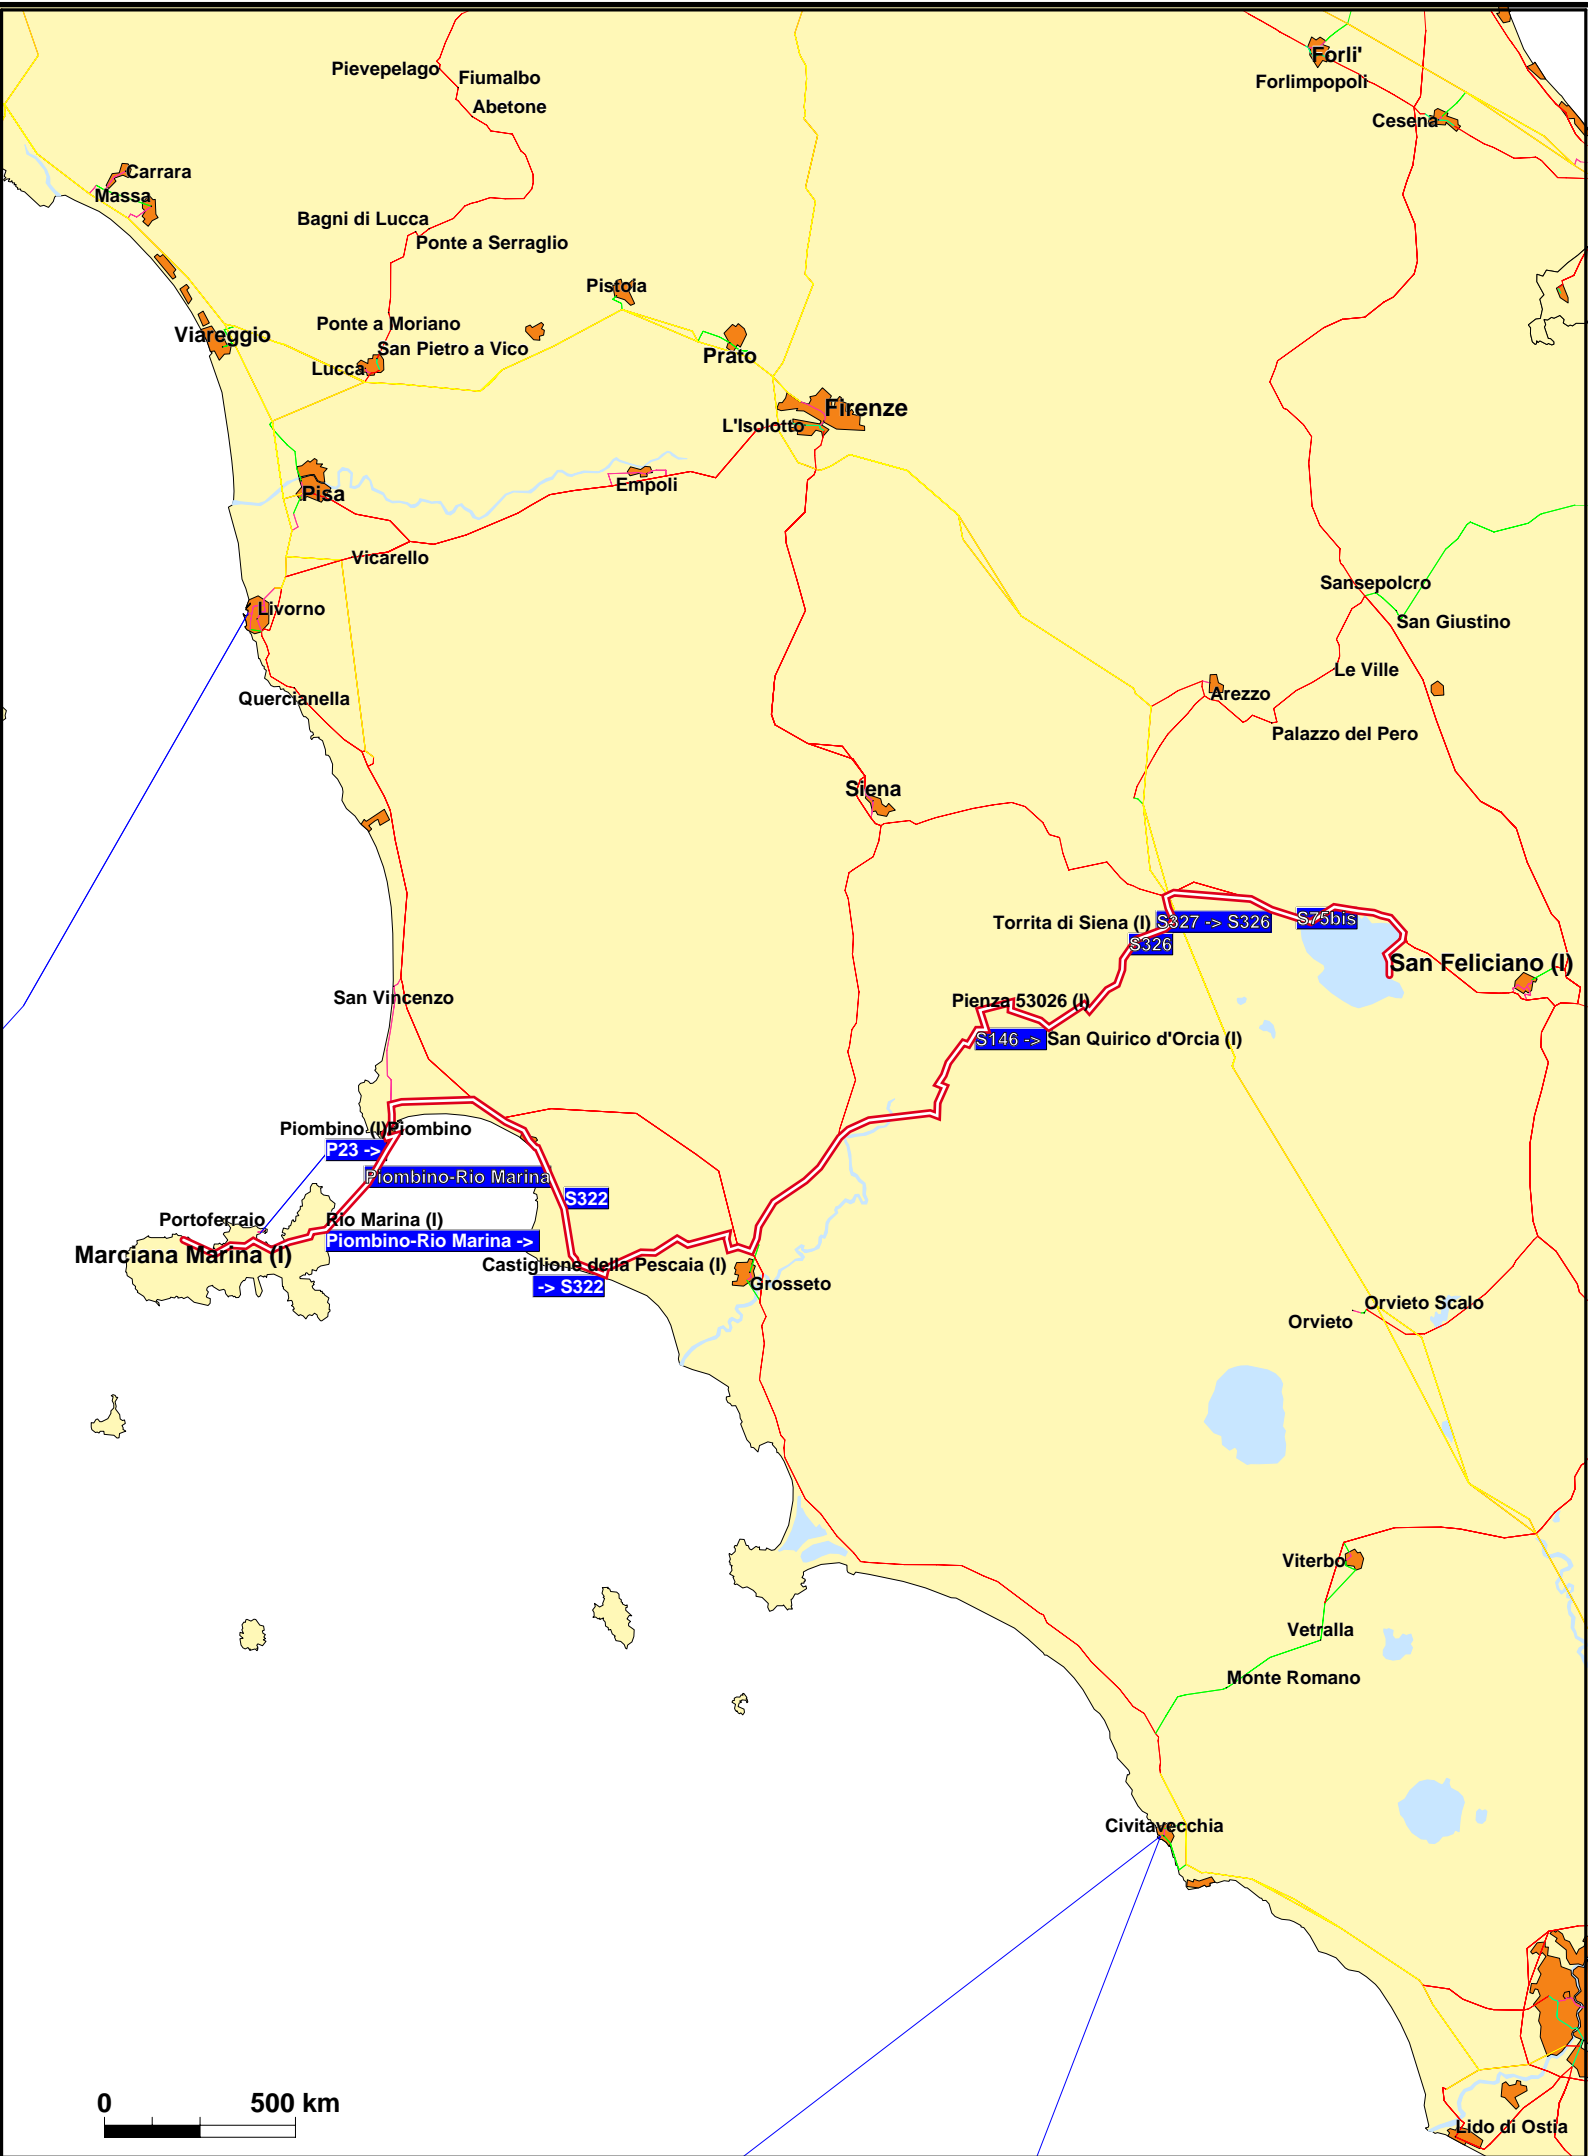 Forli'
Pievepelago
Fiumalbo
Forlimpopoli
Abetone
Cesena
Carrara
Massa
Bagni di Lucca
Ponte a Serraglio
Pistoia
Ponte a Moriano
Viareggio
San Pietro a Vico
Prato
Lucca
Firenze
L'Isolotto
Empoli
Pisa
Vicarello
Sansepolcro
Livorno
San Giustino
Le Ville
Arezzo
Quercianella
Palazzo del Pero
Siena
Torrita di Siena (I)
S327 -> S326
S75bis
S326
San Feliciano (I)
San Vincenzo
Pienza 53026 (I)
S146 ->
San Quirico d'Orcia (I)
Piombino (I)
Piombino
P23 ->
Piombino-Rio Marina
S322
Portoferraio
Rio Marina (I)
Piombino-Rio Marina ->
Marciana Marina (I)
Castiglione della Pescaia (I)
-> S322
Grosseto
Orvieto Scalo
Orvieto
Viterbo
Vetralla
Monte Romano
Civitavecchia
0
500 km
Lido di Ostia